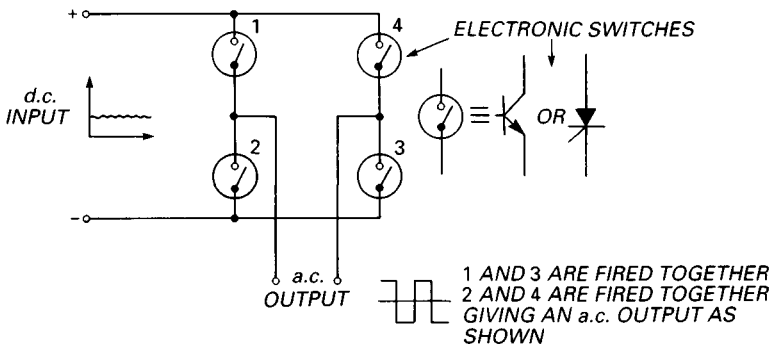 +
1
4
ELECTRONIC SWITCHES
d.c.
INPUT
≡
OR
2
3
-
a.c.
OUTPUT
1 AND 3 ARE FIRED TOGETHER
2 AND 4 ARE FIRED TOGETHER
GIVING AN a.c. OUTPUT AS
SHOWN